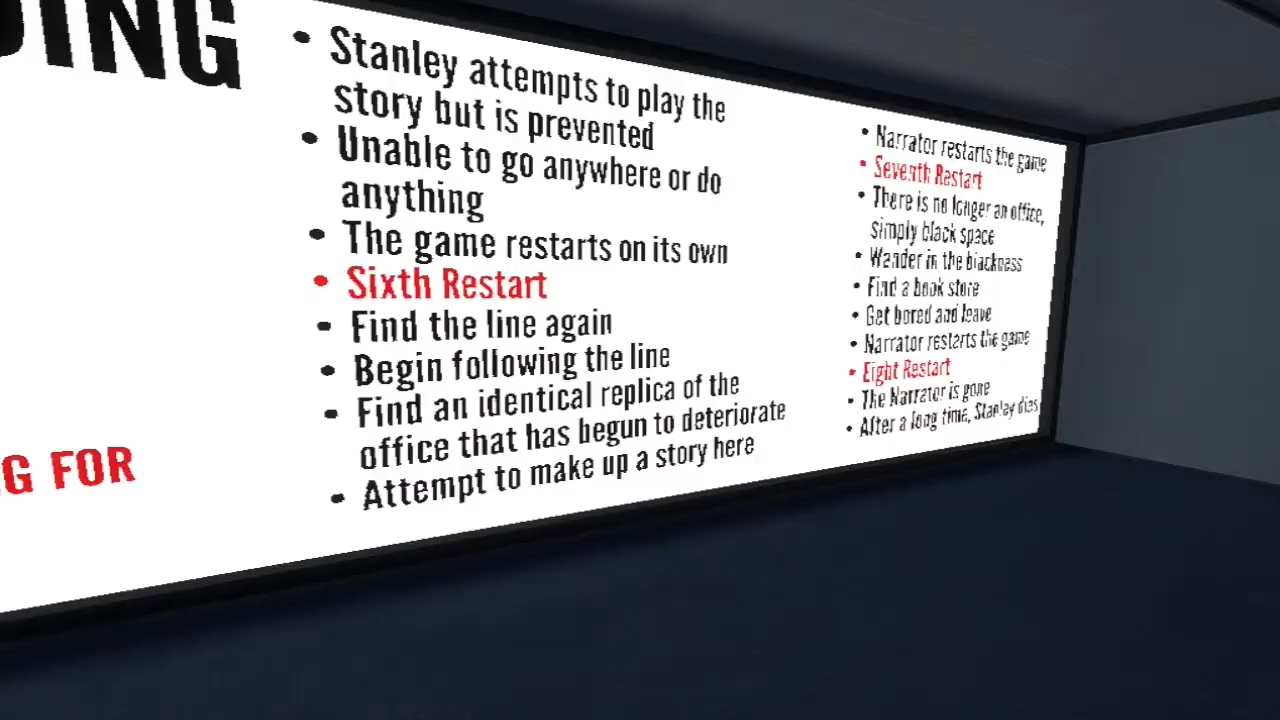 DING
G FOR
• Stanley attempts to play the
story but is prevented
• Unable to go anywhere or do
anything
• The game restarts on its own
• Sixth Restart
• Find the line again
• Begin following the line
• Find an identical replica of the
office that has begun to deteriorate
• Attempt to make up a story here
• Narrator restarts the game
• Seventh Restart
• There is no longer an office,
simply black space
• Wander in the blackness
• Find a book store
• Get bored and leave
• Narrator restarts the game
• Eight Restart
• The Narrator is gone
• After a long time, Stanley dies